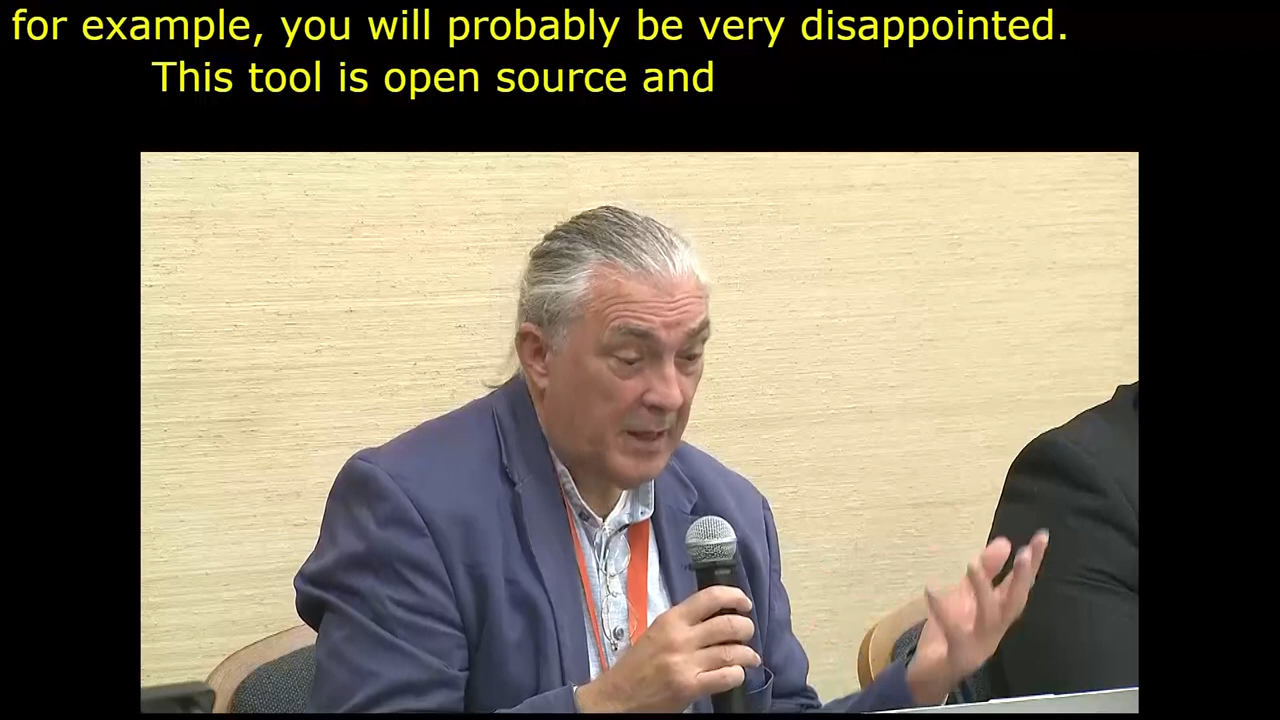 for example, you will probably be very disappointed.
This tool is open source and